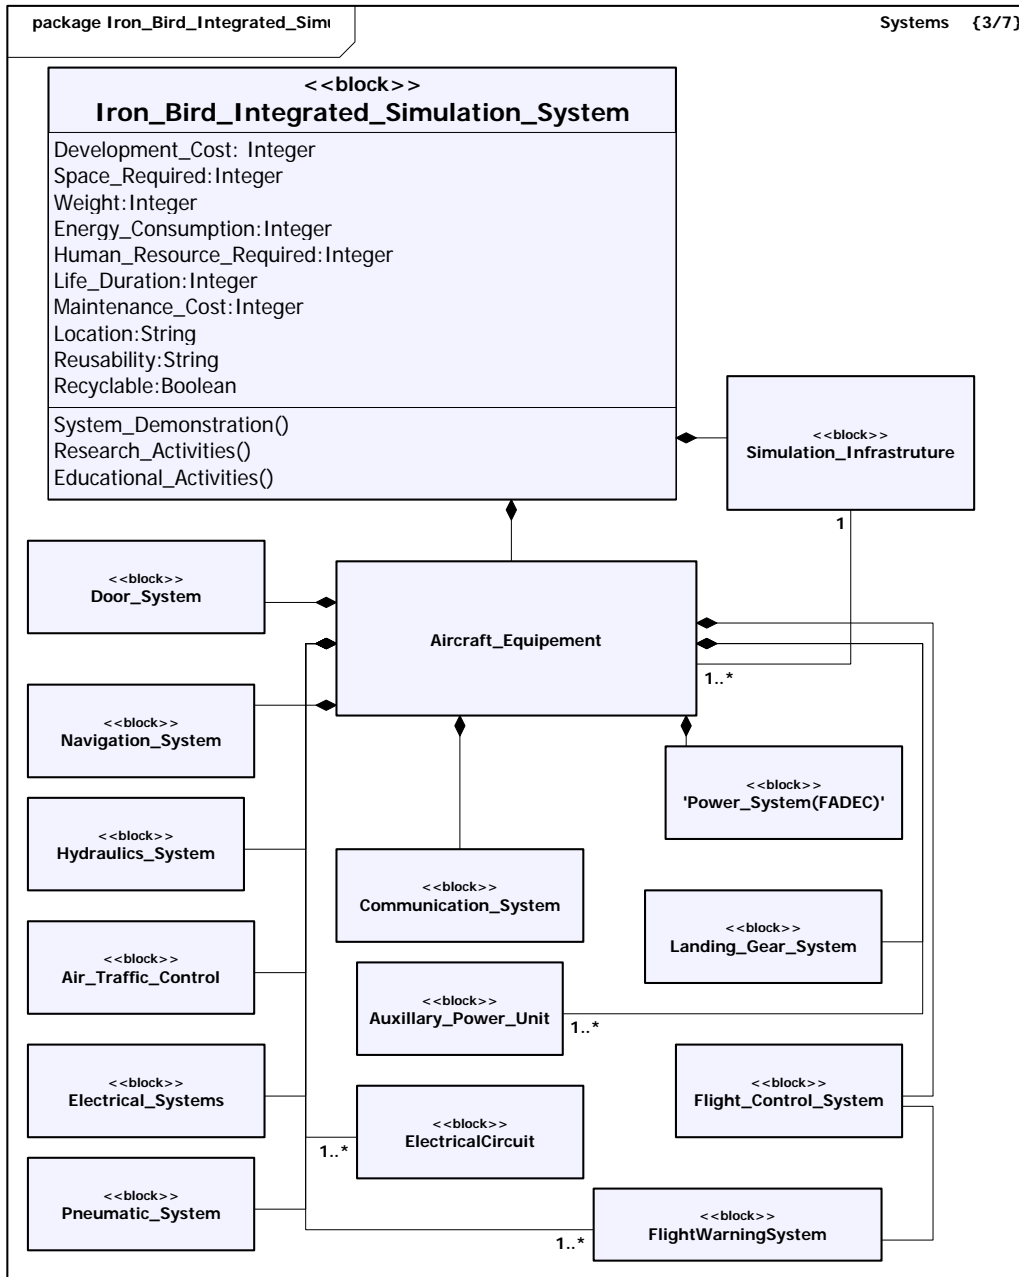 package Iron_Bird_Integrated_Simu
Systems {3/7}
<<block>>
Iron_Bird_Integrated_Simulation_System
Development_Cost: Integer
Space_Required:Integer
Weight:Integer
Energy_Consumption:Integer
Human_Resource_Required:Integer
Life_Duration:Integer
Maintenance_Cost:Integer
Location:String
Reusability:String
Recyclable:Boolean
System_Demonstration()
Research_Activities()
Educational_Activities()
<<block>>
Simulation_Infrastruture
1
<<block>>
Door_System
Aircraft_Equipement
1..*
<<block>>
Navigation_System
<<block>>
'Power_System(FADEC)'
<<block>>
Hydraulics_System
<<block>>
Communication_System
<<block>>
Landing_Gear_System
<<block>>
Air_Traffic_Control
<<block>>
Auxillary_Power_Unit
1..*
<<block>>
Electrical_Systems
<<block>>
Flight_Control_System
<<block>>
ElectricalCircuit
1..*
<<block>>
Pneumatic_System
<<block>>
FlightWarningSystem
1..*